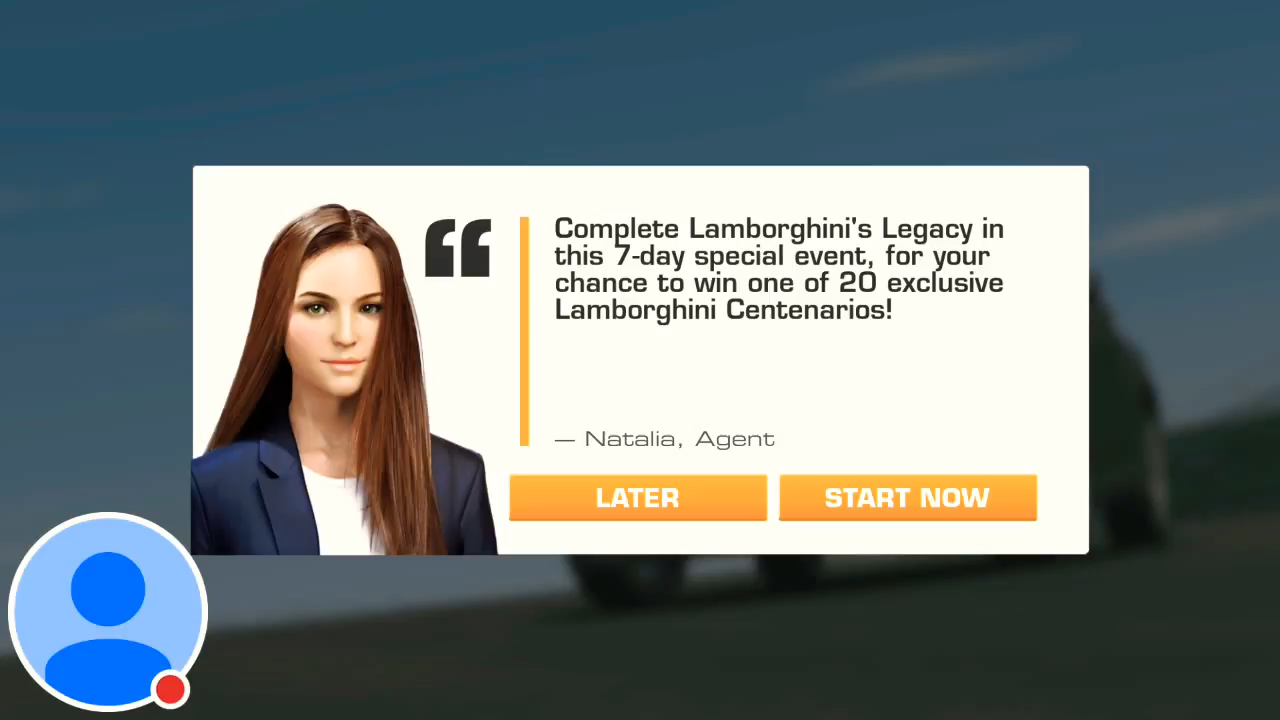 Complete Lamborghini's Legacy in
this 7-day special event, for your
chance to win one of 20 exclusive
Lamborghini Centenarios!
— Natalia, Agent
LATER
START NOW